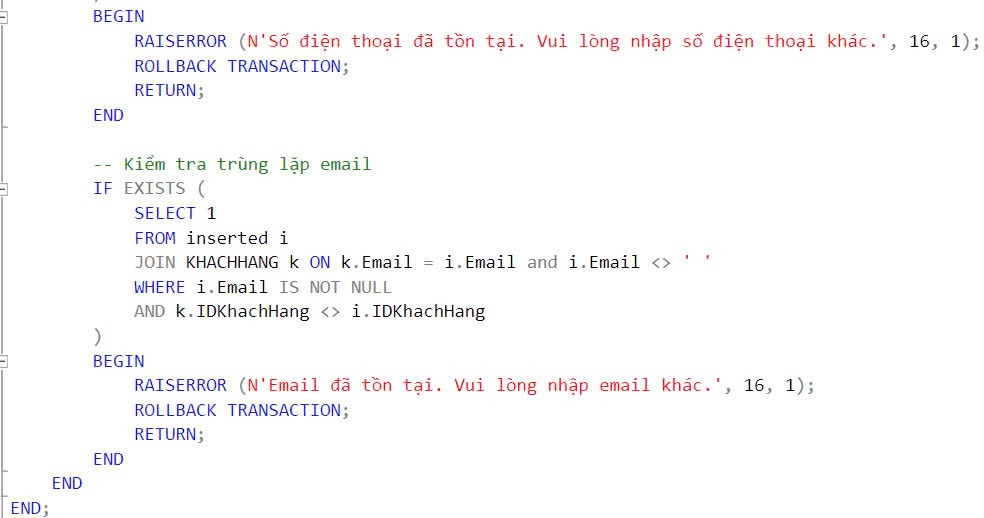 BEGIN
RAISERROR (N'Số điện thoại đã tồn tại. Vui lòng nhập số điện thoại khác.', 16, 1);
ROLLBACK TRANSACTION;
RETURN;
END
-- Kiểm tra trùng lặp email
IF EXISTS (
SELECT 1
FROM inserted i
JOIN KHACHHANG k ON k.Email = i.Email and i.Email <> ' '
WHERE i.Email IS NOT NULL
AND k.IDKhachHang <> i.IDKhachHang
)
BEGIN
RAISERROR (N'Email đã tồn tại. Vui lòng nhập email khác.', 16, 1);
ROLLBACK TRANSACTION;
RETURN;
END
END
END;